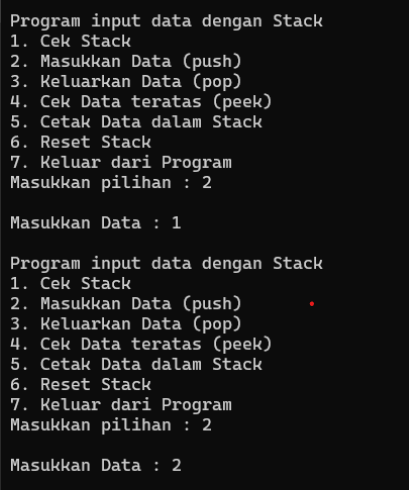 Program input data dengan Stack
1. Cek Stack
2. Masukkan Data (push)
3. Keluarkan Data (pop)
4. Cek Data teratas (peek)
5. Cetak Data dalam Stack
6. Reset Stack
7. Keluar dari Program
Masukkan pilihan : 2
Masukkan Data : 1
Program input data dengan Stack
1. Cek Stack
2. Masukkan Data (push)
3. Keluarkan Data (pop)
4. Cek Data teratas (peek)
5. Cetak Data dalam Stack
6. Reset Stack
7. Keluar dari Program
Masukkan pilihan : 2
Masukkan Data : 2